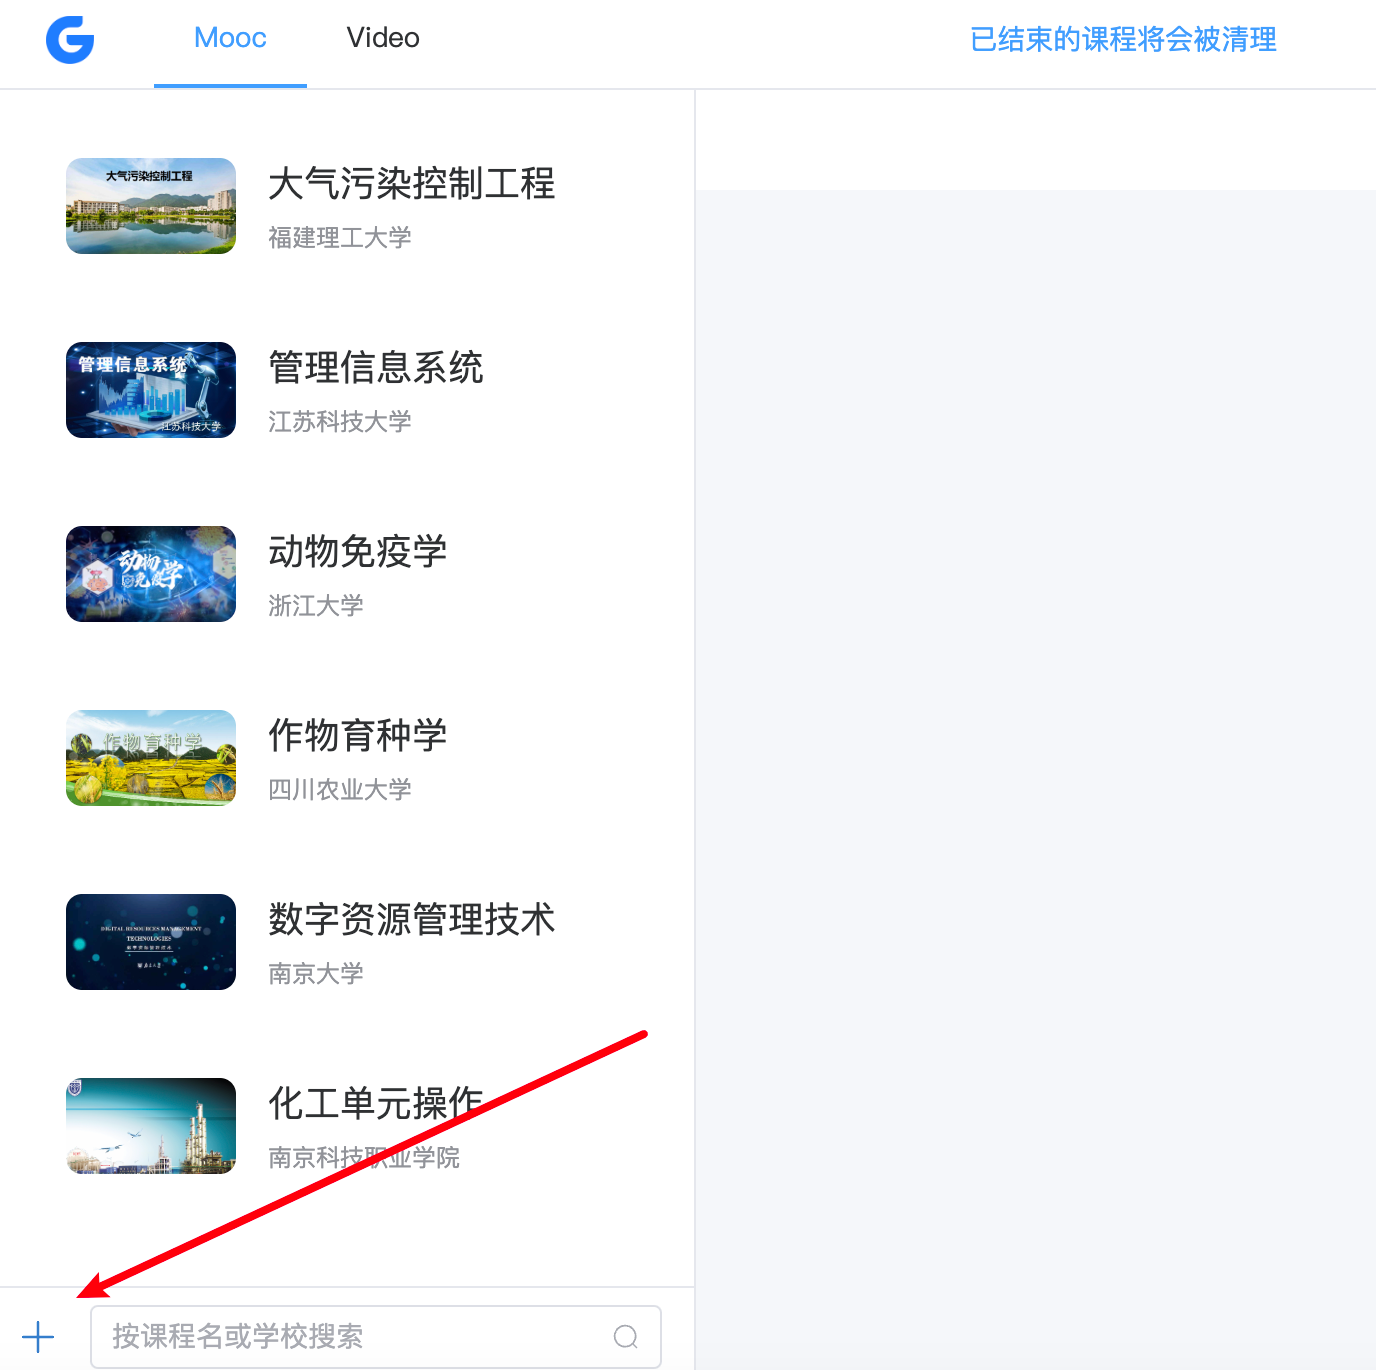 Mooc
Video
已结束的课程将会被清理
大气污染控制工程
大气污染控制工程
福建理工大学
管理信息系统
江苏科技大学
管理信息系统
江苏科技大学
动物免疫学
动物免疫学
浙江大学
作物育种学
作物育种学
四川农业大学
DIGITAL RESOURCES MANAGEMENT
TECHNOLOGIES
数字资源管理技术
南京大学
化工单元操作
南京科技职业学院
按课程名或学校搜索